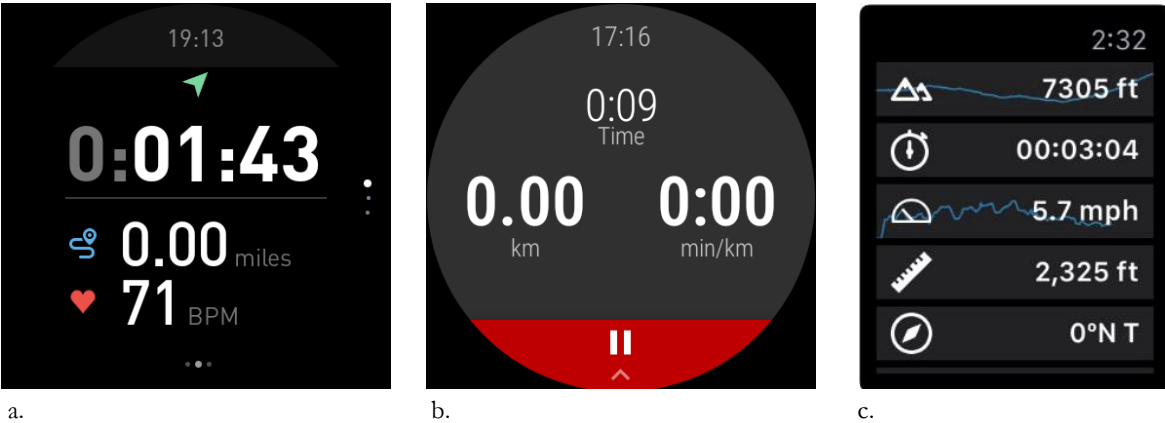 19:13
0:01:43
0.00 miles
71 BPM
a.
17:16
0:09
Time
0.00 0:00
km min/km
b.
2:32
7305 ft
00:03:04
5.7 mph
2,325 ft
0°N T
c.